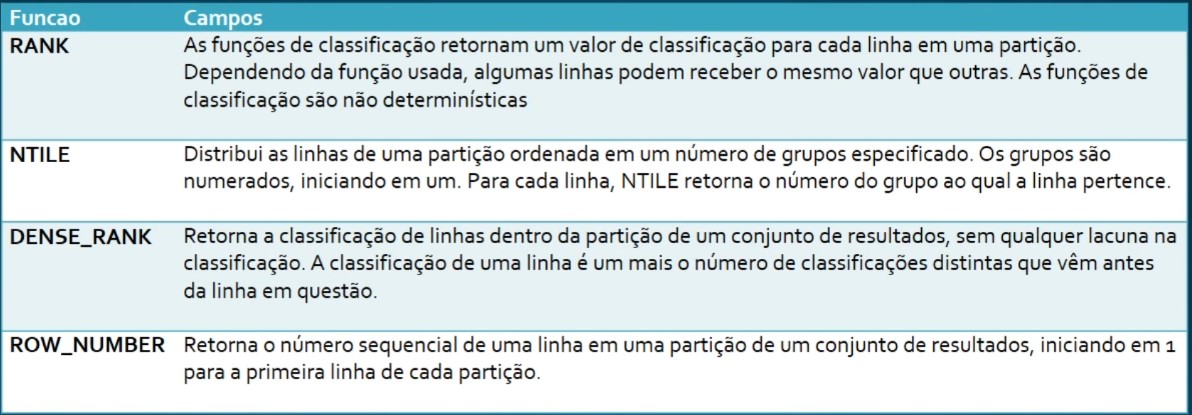 Funcao Campos
RANK As funções de classificação retornam um valor de classificação para cada linha em uma partição.
Dependendo da função usada, algumas linhas podem receber o mesmo valor que outras. As funções de
classificação são não determinísticas
NTILE Distribui as linhas de uma partição ordenada em um número de grupos especificado. Os grupos são
numerados, iniciando em um. Para cada linha, NTILE retorna o número do grupo ao qual a linha pertence.
DENSE_RANK Retorna a classificação de linhas dentro da partição de um conjunto de resultados, sem qualquer lacuna na
classificação. A classificação de uma linha é um mais o número de classificações distintas que vêm antes
da linha em questão.
ROW_NUMBER Retorna o número sequencial de uma linha em uma partição de um conjunto de resultados, iniciando em 1
para a primeira linha de cada partição.